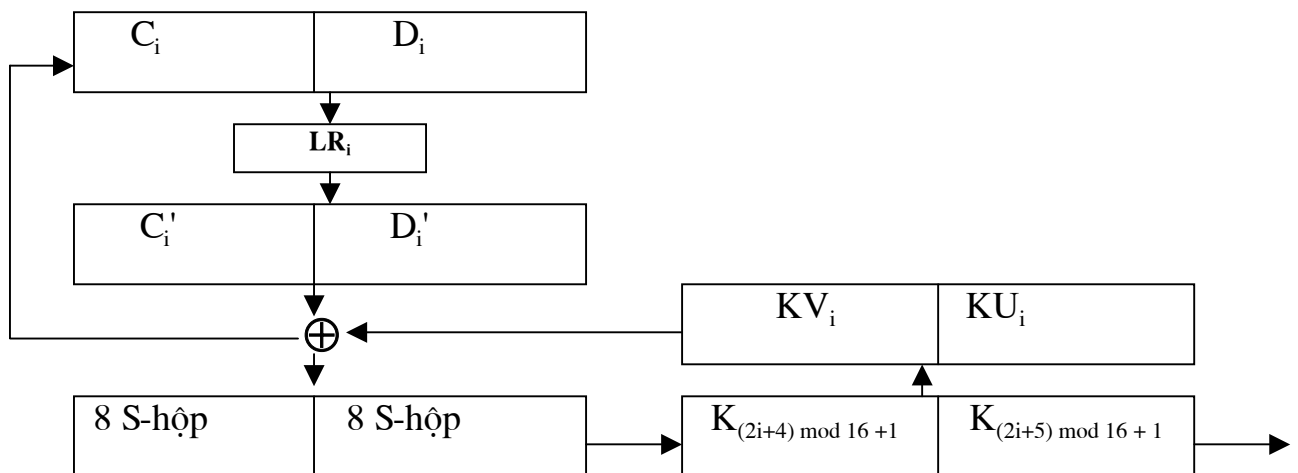 C_i D_i
LR_i
C_i' D_i'
KV_i KU_i
8 S-hộp 8 S-hộp K_(2i+4) mod 16 +1 K_(2i+5) mod 16 + 1